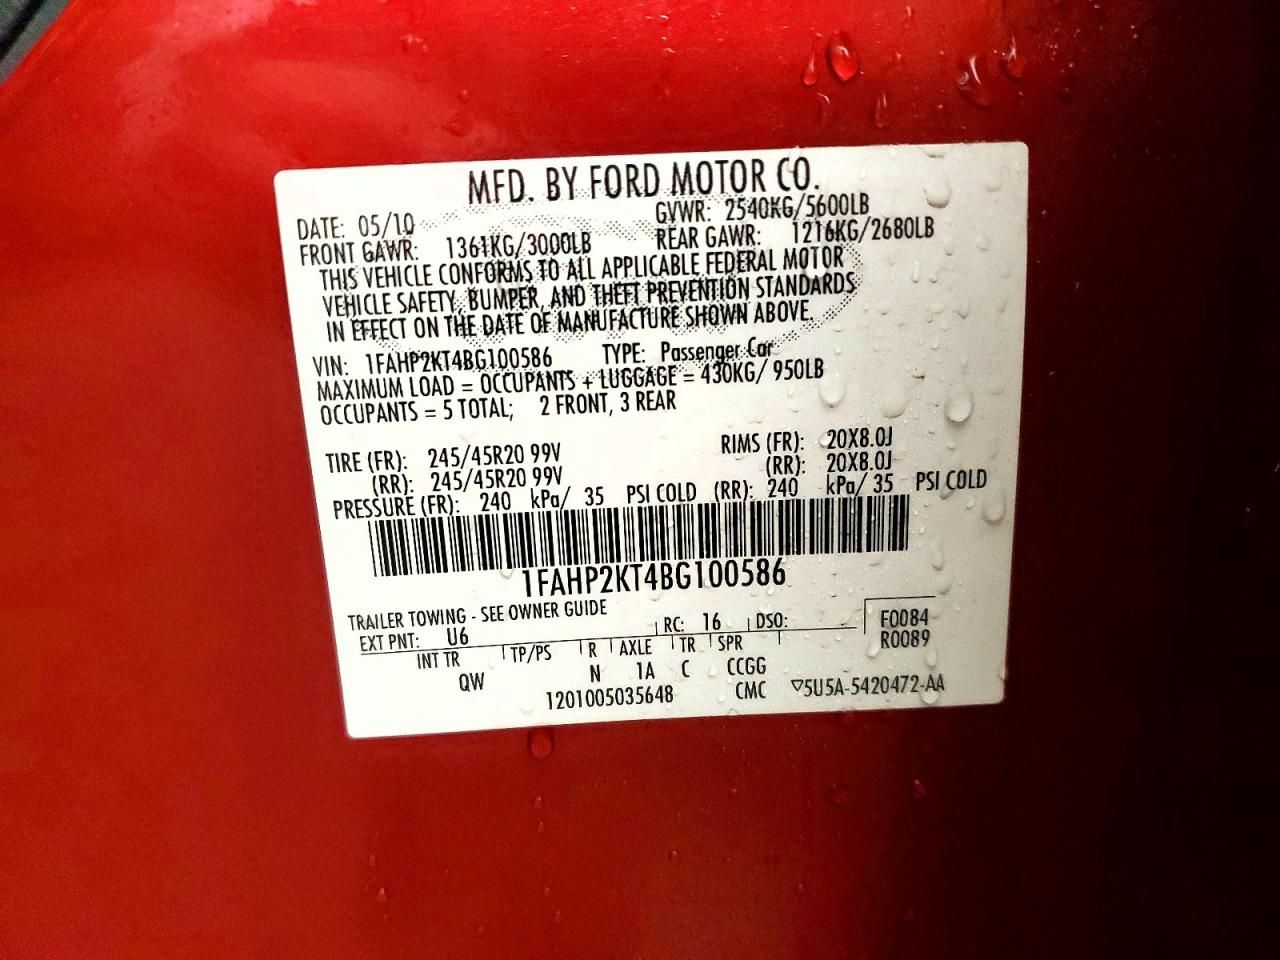 MFD. BY FORD MOTOR CO.
DATE: 05/10 GVWR: 2540KG/5600LB
FRONT GAWR: 1361KG/3000LB REAR GAWR: 1216KG/2680LB
THIS VEHICLE CONFORMS TO ALL APPLICABLE FEDERAL MOTOR
VEHICLE SAFETY, BUMPER, AND THEFT PREVENTION STANDARDS
IN EFFECT ON THE DATE OF MANUFACTURE SHOWN ABOVE.
VIN: 1FAHP2KT4BG100586 TYPE: Passenger Car
MAXIMUM LOAD = OCCUPANTS + LUGGAGE = 430KG/ 950LB
OCCUPANTS = 5 TOTAL; 2 FRONT, 3 REAR
TIRE (FR): 245/45R20 99V RIMS (FR): 20X8.0J
(RR): 245/45R20 99V (RR): 20X8.0J
PRESSURE (FR): 240 kPa/ 35 PSI COLD (RR): 240 kPa/ 35 PSI COLD
1FAHP2KT4BG100586
TRAILER TOWING - SEE OWNER GUIDE
EXT PNT: U6 RC: 16 DSO: F0084
R0089
INT TR TP/PS R AXLE TR SPR
QW N 1A C CCGG
1201005035648 CMC ▽5U5A-5420472-AA